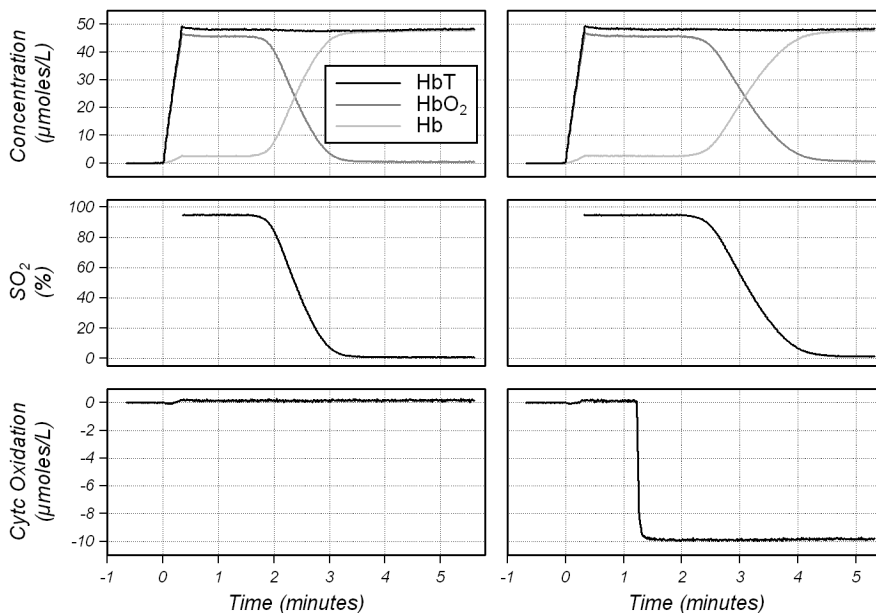 Concentration
(µmoles/L)
50
40
30
20
10
0
HbT
HbO₂
Hb
SO₂
(%)
100
80
60
40
20
0
Cytc Oxidation
(µmoles/L)
0
-2
-4
-6
-8
-10
-1 0 1 2 3 4 5
Time (minutes)
-1 0 1 2 3 4 5
Time (minutes)